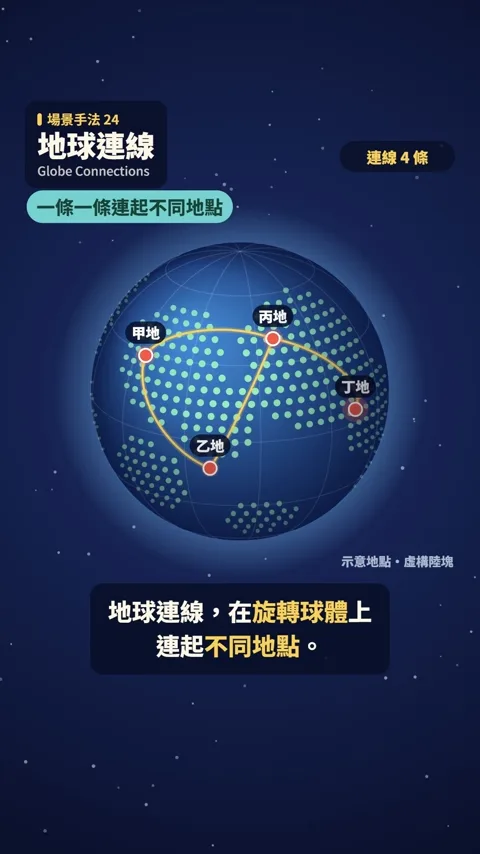 場景手法 24
地球連線
Globe Connections
連線 4 條
一條一條連起不同地點
丙地
甲地
丁地
乙地
示意地點・虛構陸塊
地球連線，在旋轉球體上
連起不同地點。